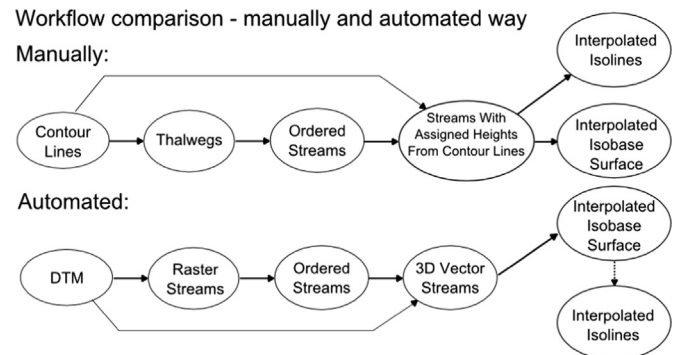 Workflow comparison - manually and automated way
Manually:
Contour
Lines
Thalwegs
Ordered
Streams
Streams With
Assigned Heights
From Contour Lines
Interpolated
Isolines
Interpolated
Isobase
Surface
Automated:
DTM
Raster
Streams
Ordered
Streams
3D Vector
Streams
Interpolated
Isobase
Surface
Interpolated
Isolines